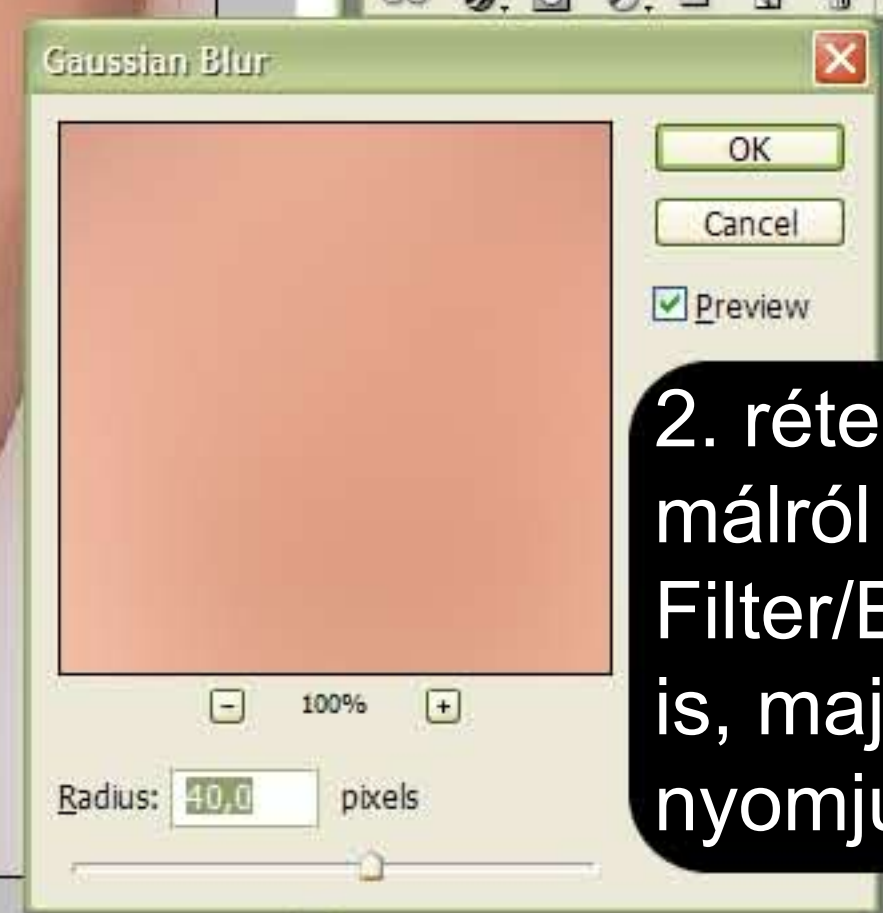 Gaussian Blur
OK
Cancel
Preview
100%
Radius: 40,0 pixels
2. réte
málról
Filter/B
is, maj
nyomju